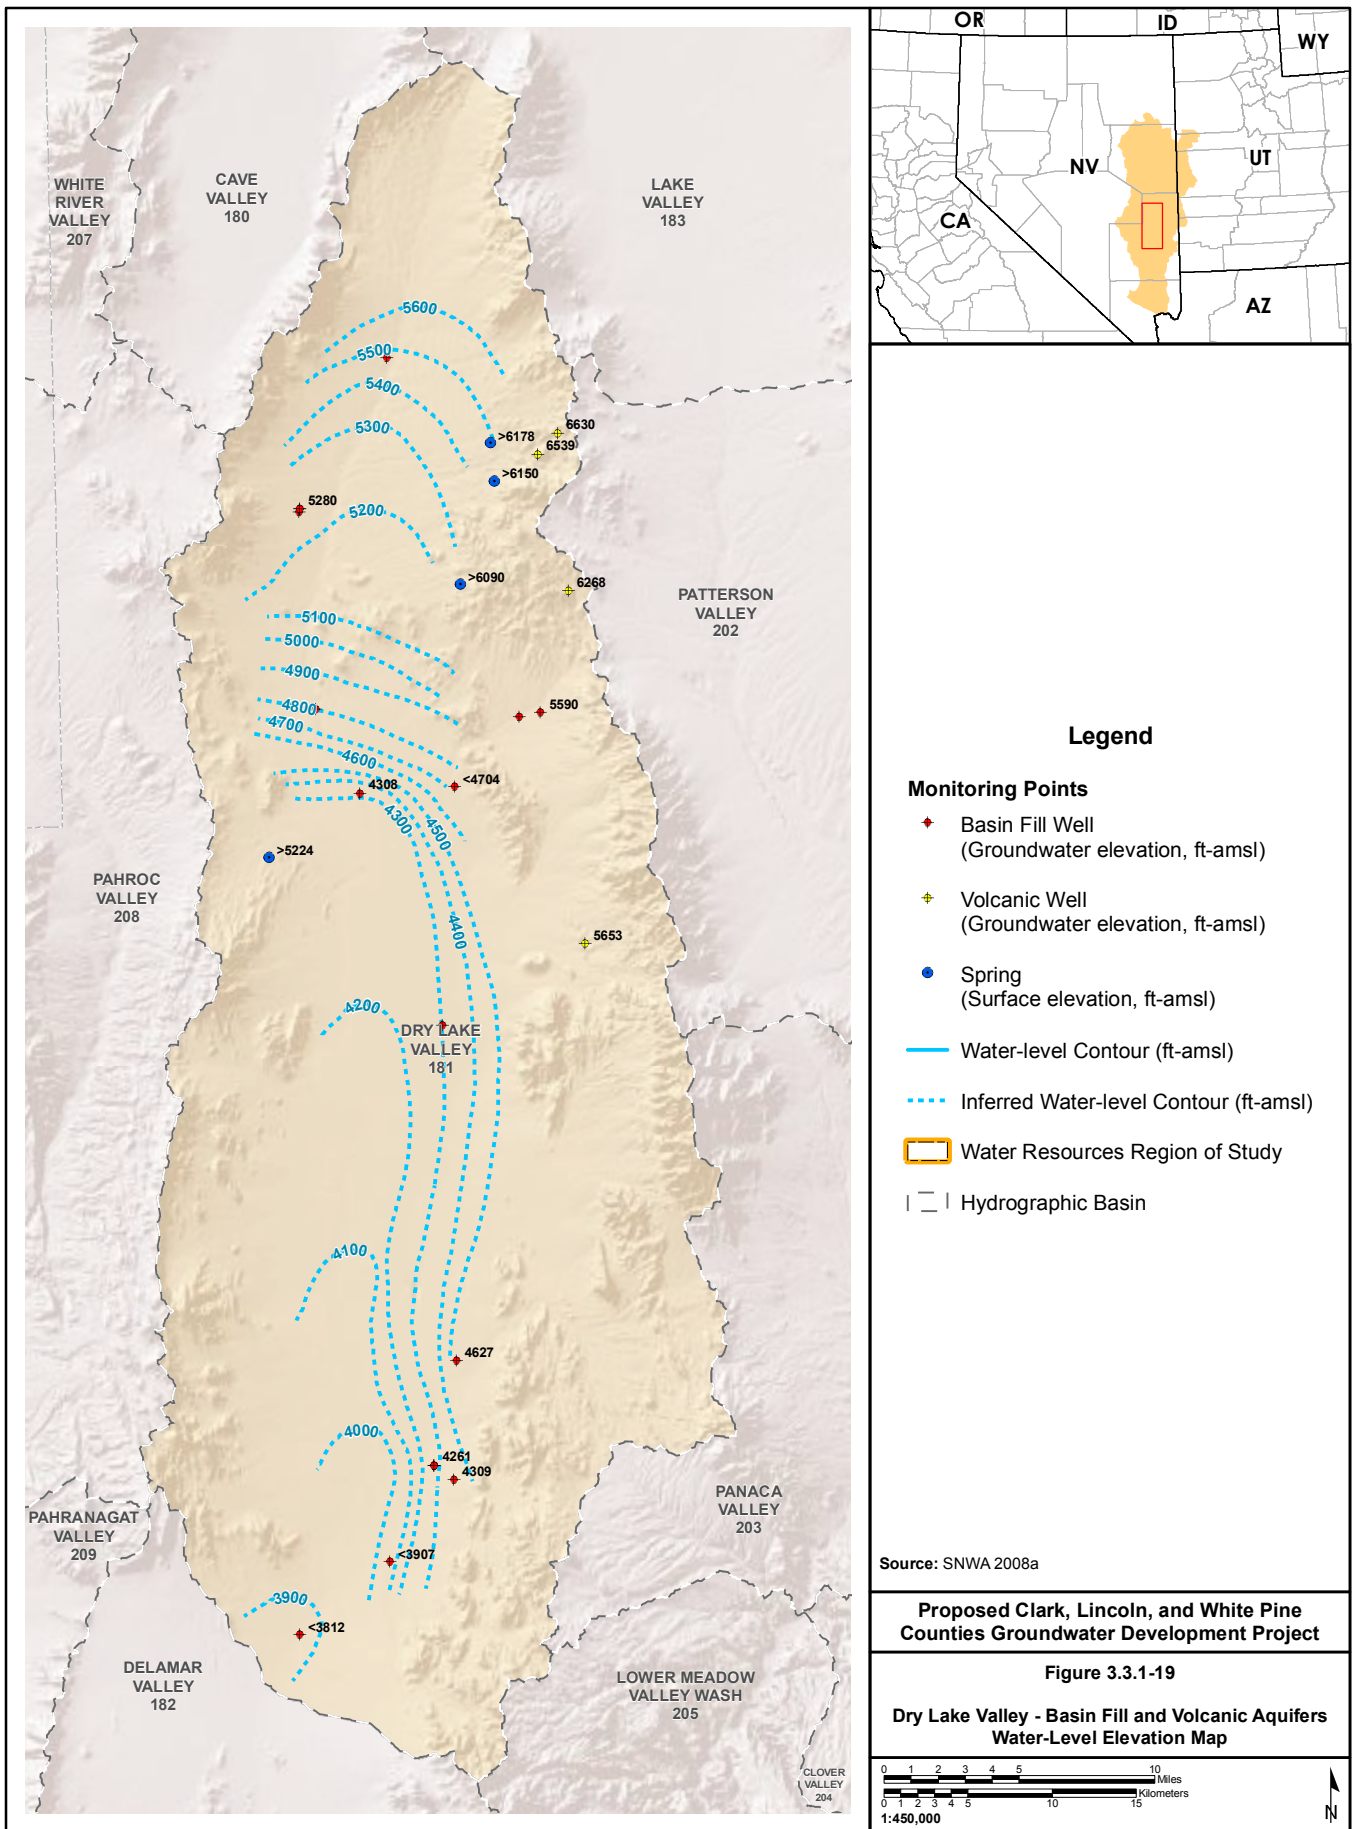 WHITE
RIVER
VALLEY
207
CAVE
VALLEY
180
LAKE
VALLEY
183
5600
5500
5400
5300
6630
>6178
6539
>6150
5280
5200
>6090
6268
PATTERSON
VALLEY
202
5100
5000
4900
4800
4700
5590
4600
4308
<4704
4300
4500
>5224
PAHROC
VALLEY
208
4400
5653
4200
DRY LAKE
VALLEY
181
4100
4627
4000
4261
4309
PANACA
VALLEY
203
PAHRANAGAT
VALLEY
209
<3907
3900
<3812
DELAMAR
VALLEY
182
LOWER MEADOW
VALLEY WASH
205
CLOVER
VALLEY
204
OR
ID
WY
NV
UT
CA
AZ
Legend
Monitoring Points
Basin Fill Well
(Groundwater elevation, ft-amsl)
Volcanic Well
(Groundwater elevation, ft-amsl)
Spring
(Surface elevation, ft-amsl)
Water-level Contour (ft-amsl)
Inferred Water-level Contour (ft-amsl)
Water Resources Region of Study
Hydrographic Basin
Source: SNWA 2008a
Proposed Clark, Lincoln, and White Pine
Counties Groundwater Development Project
Figure 3.3.1-19
Dry Lake Valley - Basin Fill and Volcanic Aquifers
Water-Level Elevation Map
0 1 2 3 4 5 10
Miles
Kilometers
0 1 2 3 4 5 10 15
1:450,000
N